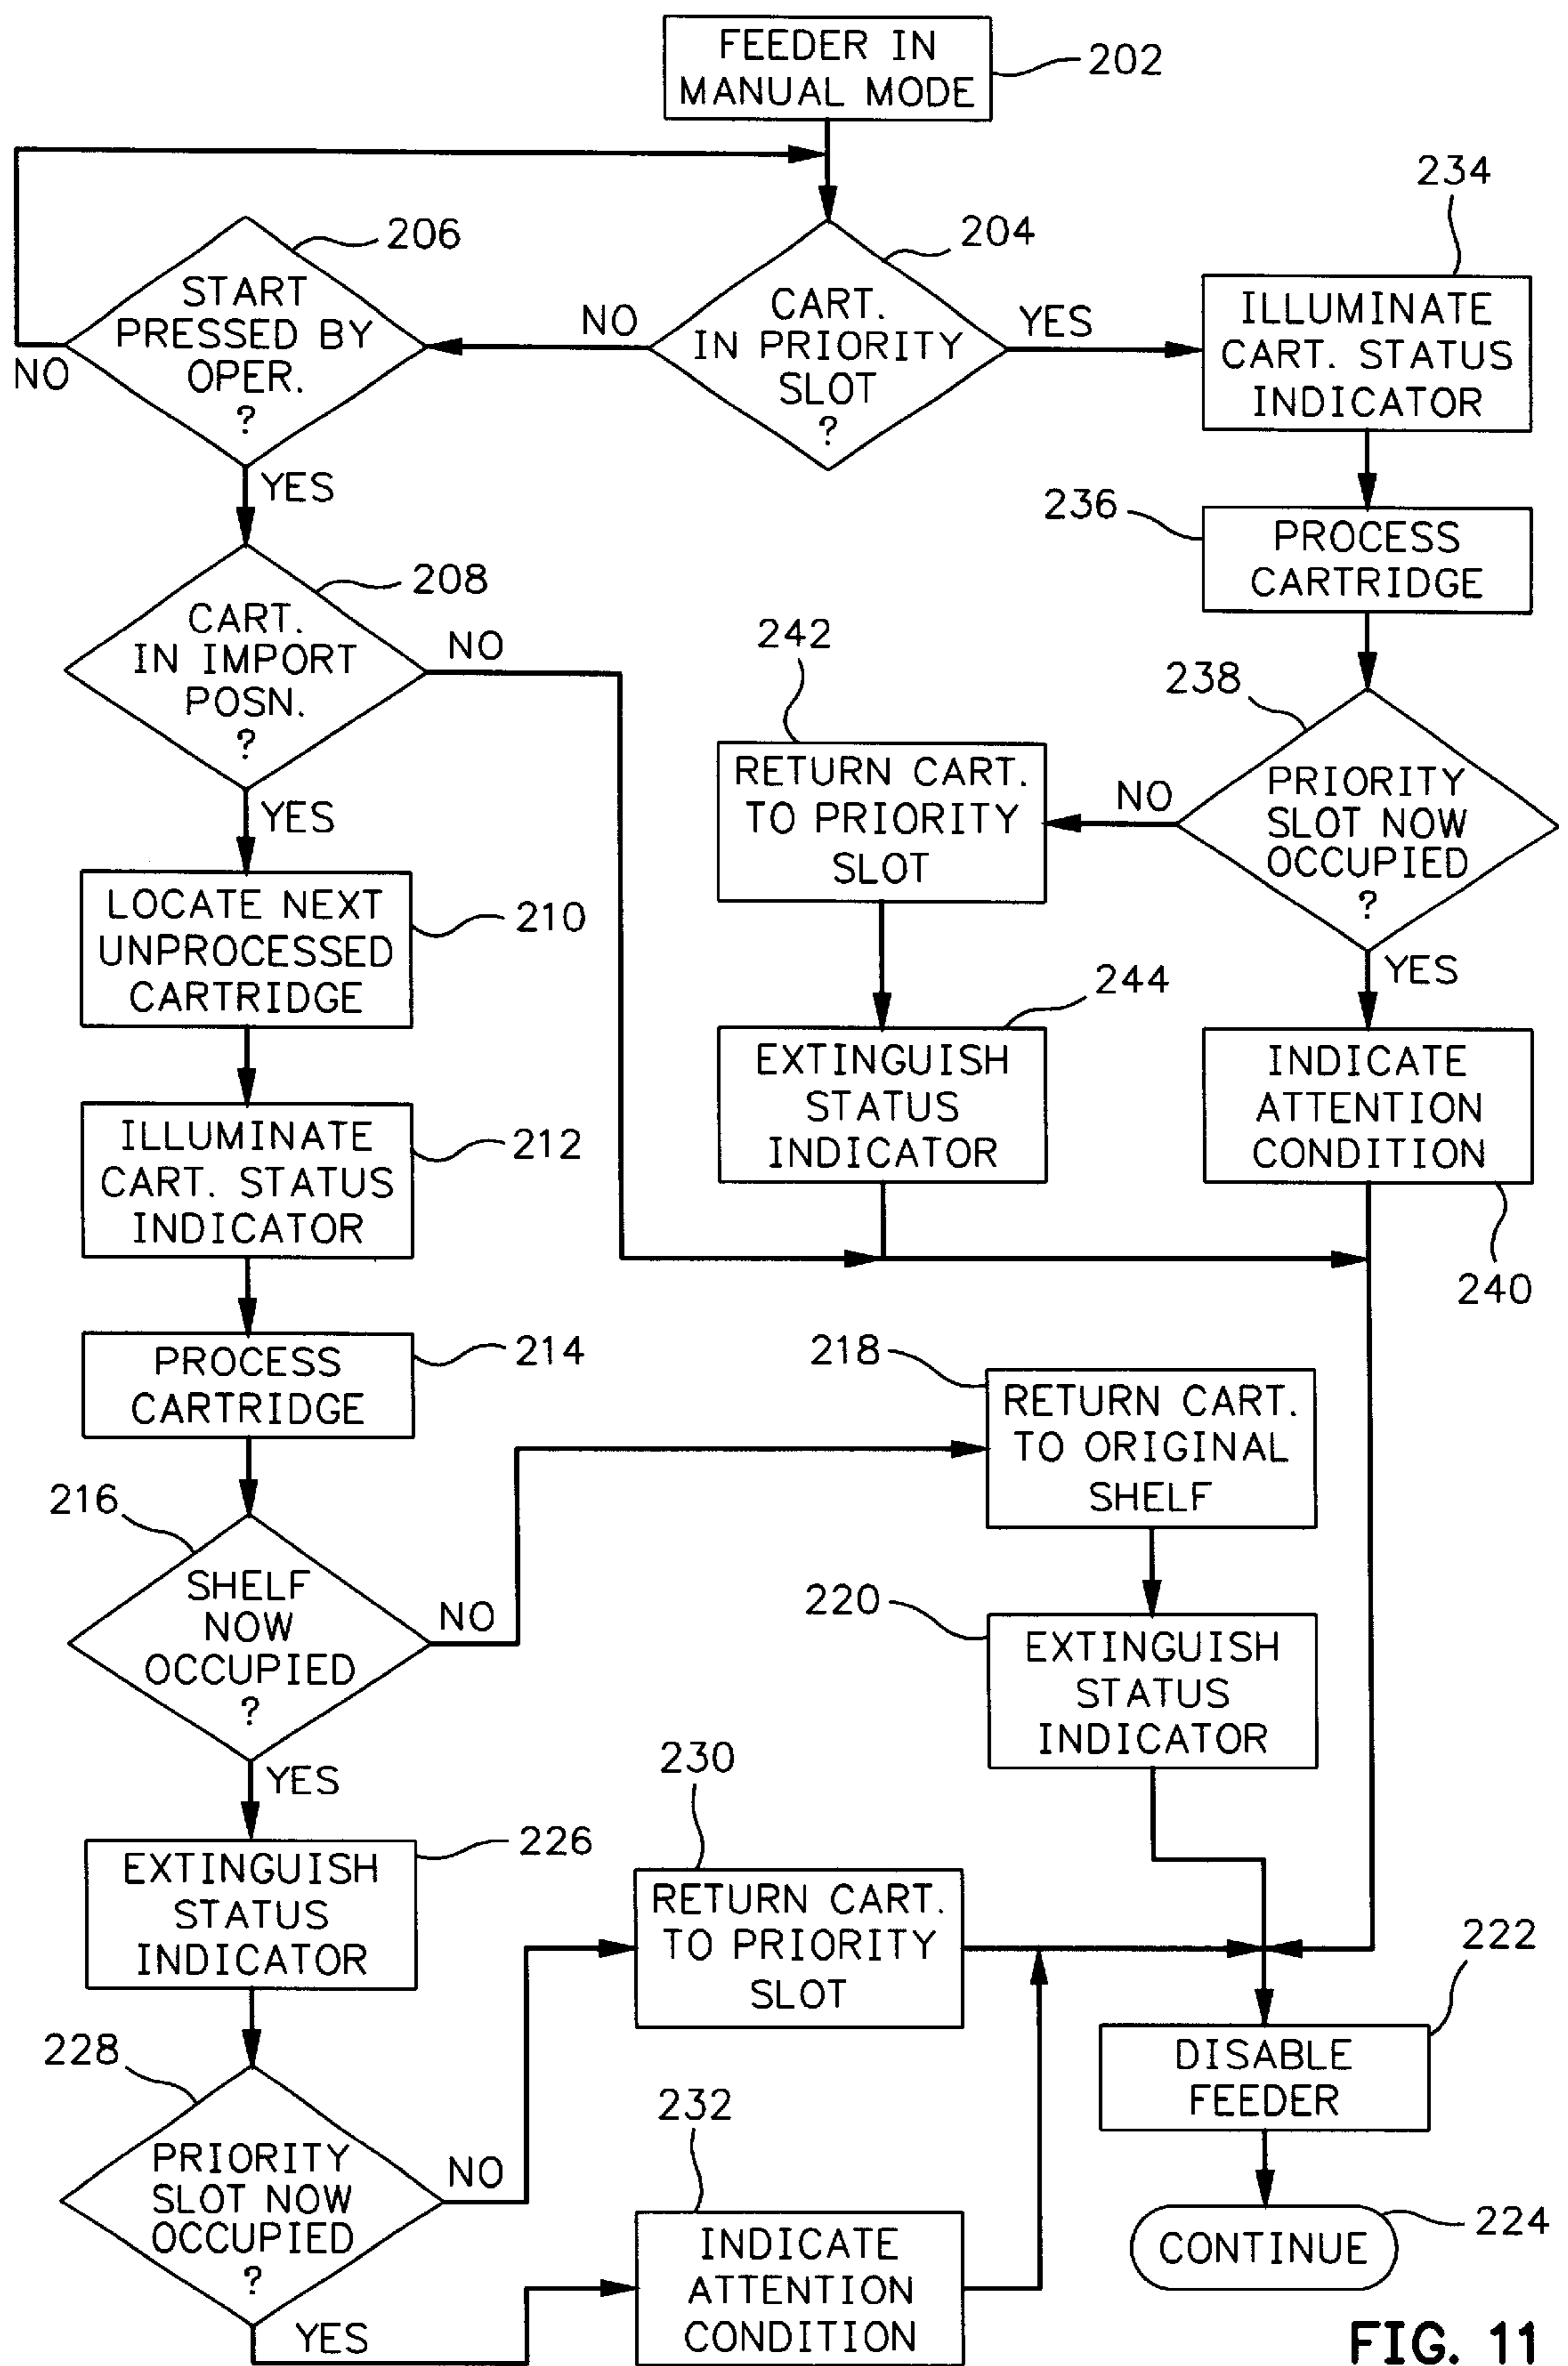 FEEDER IN
MANUAL MODE
202
234
206
204
START
PRESSED BY
OPER.
?
NO
NO
CART.
IN PRIORITY
SLOT
?
YES
ILLUMINATE
CART. STATUS
INDICATOR
YES
236
PROCESS
CARTRIDGE
208
CART.
IN IMPORT
POSN.
?
NO
242
238
RETURN CART.
TO PRIORITY
SLOT
NO
PRIORITY
SLOT NOW
OCCUPIED
?
YES
YES
LOCATE NEXT
UNPROCESSED
CARTRIDGE
210
244
EXTINGUISH
STATUS
INDICATOR
INDICATE
ATTENTION
CONDITION
240
ILLUMINATE
CART. STATUS
INDICATOR
212
PROCESS
CARTRIDGE
214
218
RETURN CART.
TO ORIGINAL
SHELF
216
SHELF
NOW
OCCUPIED
?
NO
220
EXTINGUISH
STATUS
INDICATOR
YES
230
226
EXTINGUISH
STATUS
INDICATOR
RETURN CART.
TO PRIORITY
SLOT
222
DISABLE
FEEDER
228
232
PRIORITY
SLOT NOW
OCCUPIED
?
NO
YES
INDICATE
ATTENTION
CONDITION
CONTINUE
224
FIG. 11